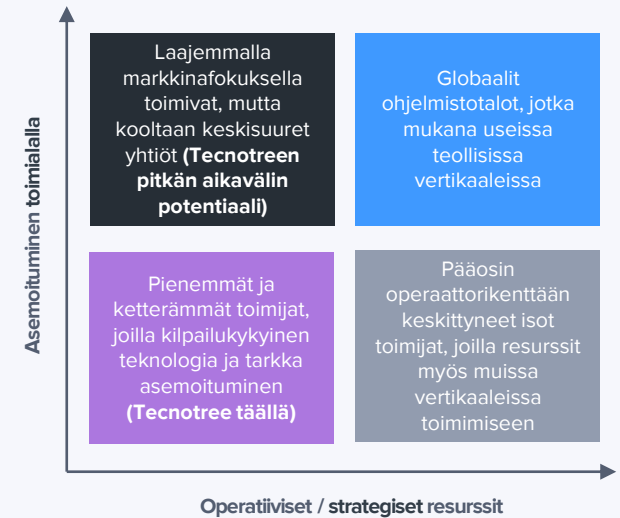 Asemoituminen toimialalla
Laajemmalla
markkinafokuksella
toimivat, mutta
kooltaan keskisuuret
yhtiöt (Tecnotreen
pitkän aikavälin
potentiaali)
Globaalit
ohjelmistotalot, jotka
mukana useissa
teollisissa
vertikaaleissa
Pienemmät ja
ketterämmät toimijat,
joilla kilpailukykyinen
teknologia ja tarkka
asemoituminen
(Tecnotree täällä)
Pääosin
operaattorikenttään
keskittyneet isot
toimijat, joilla resurssit
myös muissa
vertikaaleissa
toimimiseen
Operatiiviset / strategiset resurssit